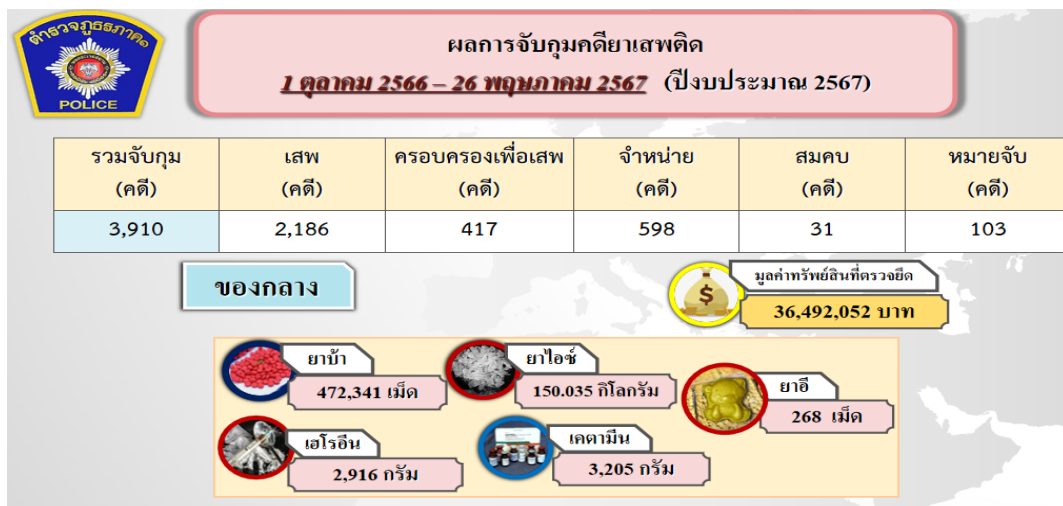 ตำรวจภูธรภาค
POLICE
ผลการจับกุมคดียาเสพติด
1 ตุลาคม 2566 – 26 พฤษภาคม 2567 (ปีงบประมาณ 2567)
รวมจับกุม (คดี) เสพ (คดี) ครอบครองเพื่อเสพ (คดี) จำหน่าย (คดี) สมคบ (คดี) หมายจับ (คดี)
3,910 2,186 417 598 31 103
ของกลาง
มูลค่าทรัพย์สินที่ตรวจยึด
36,492,052 บาท
ยาบ้า
472,341 เม็ด
ยาไอซ์
150.035 กิโลกรัม
ยาอี
268 เม็ด
เฮโรอีน
2,916 กรัม
เคตามีน
3,205 กรัม